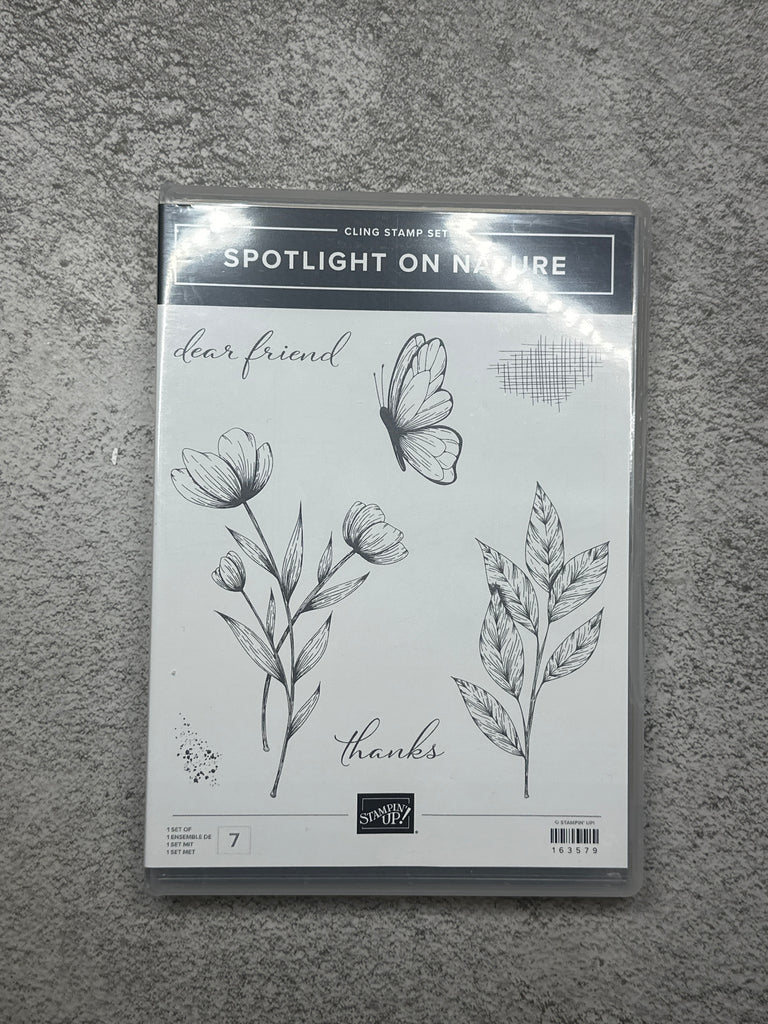 CLING STAMP SET
SPOTLIGHT ON NATURE
dear friend
thanks
STAMPIN' UP!®
1 SET OF
1 ENSEMBLE DE
1 SET MIT
1 SET MET
7
© STAMPIN' UP!
163579